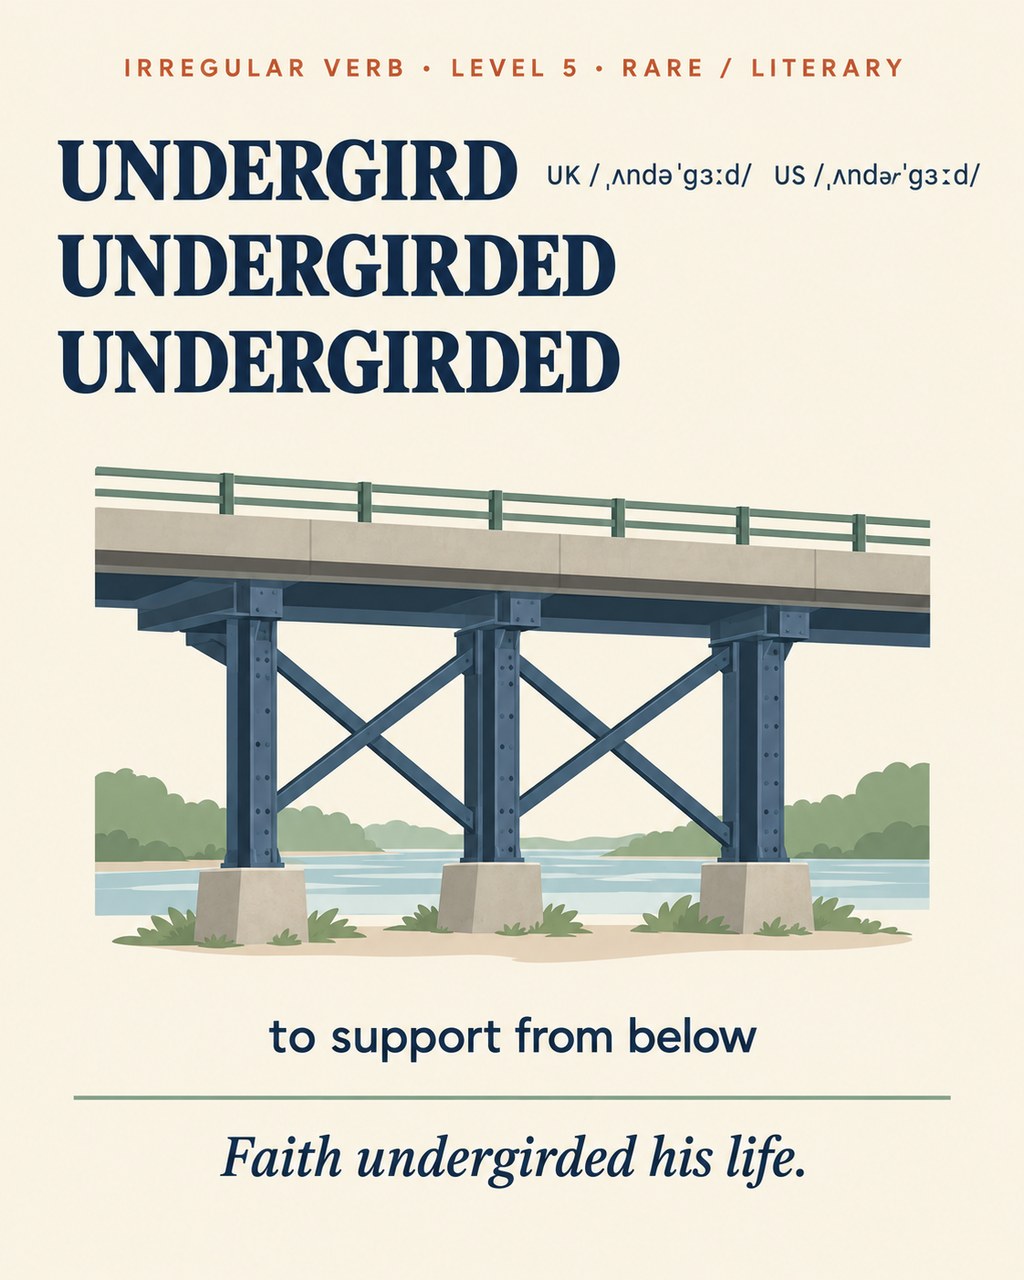 IRREGULAR VERB • LEVEL 5 • RARE / LITERARY
UNDERGIRD UK /ˌʌndəˈɡɜːd/ US /ˌʌndərˈɡɜːd/
UNDERGIRDED
UNDERGIRDED
to support from below
Faith undergirded his life.